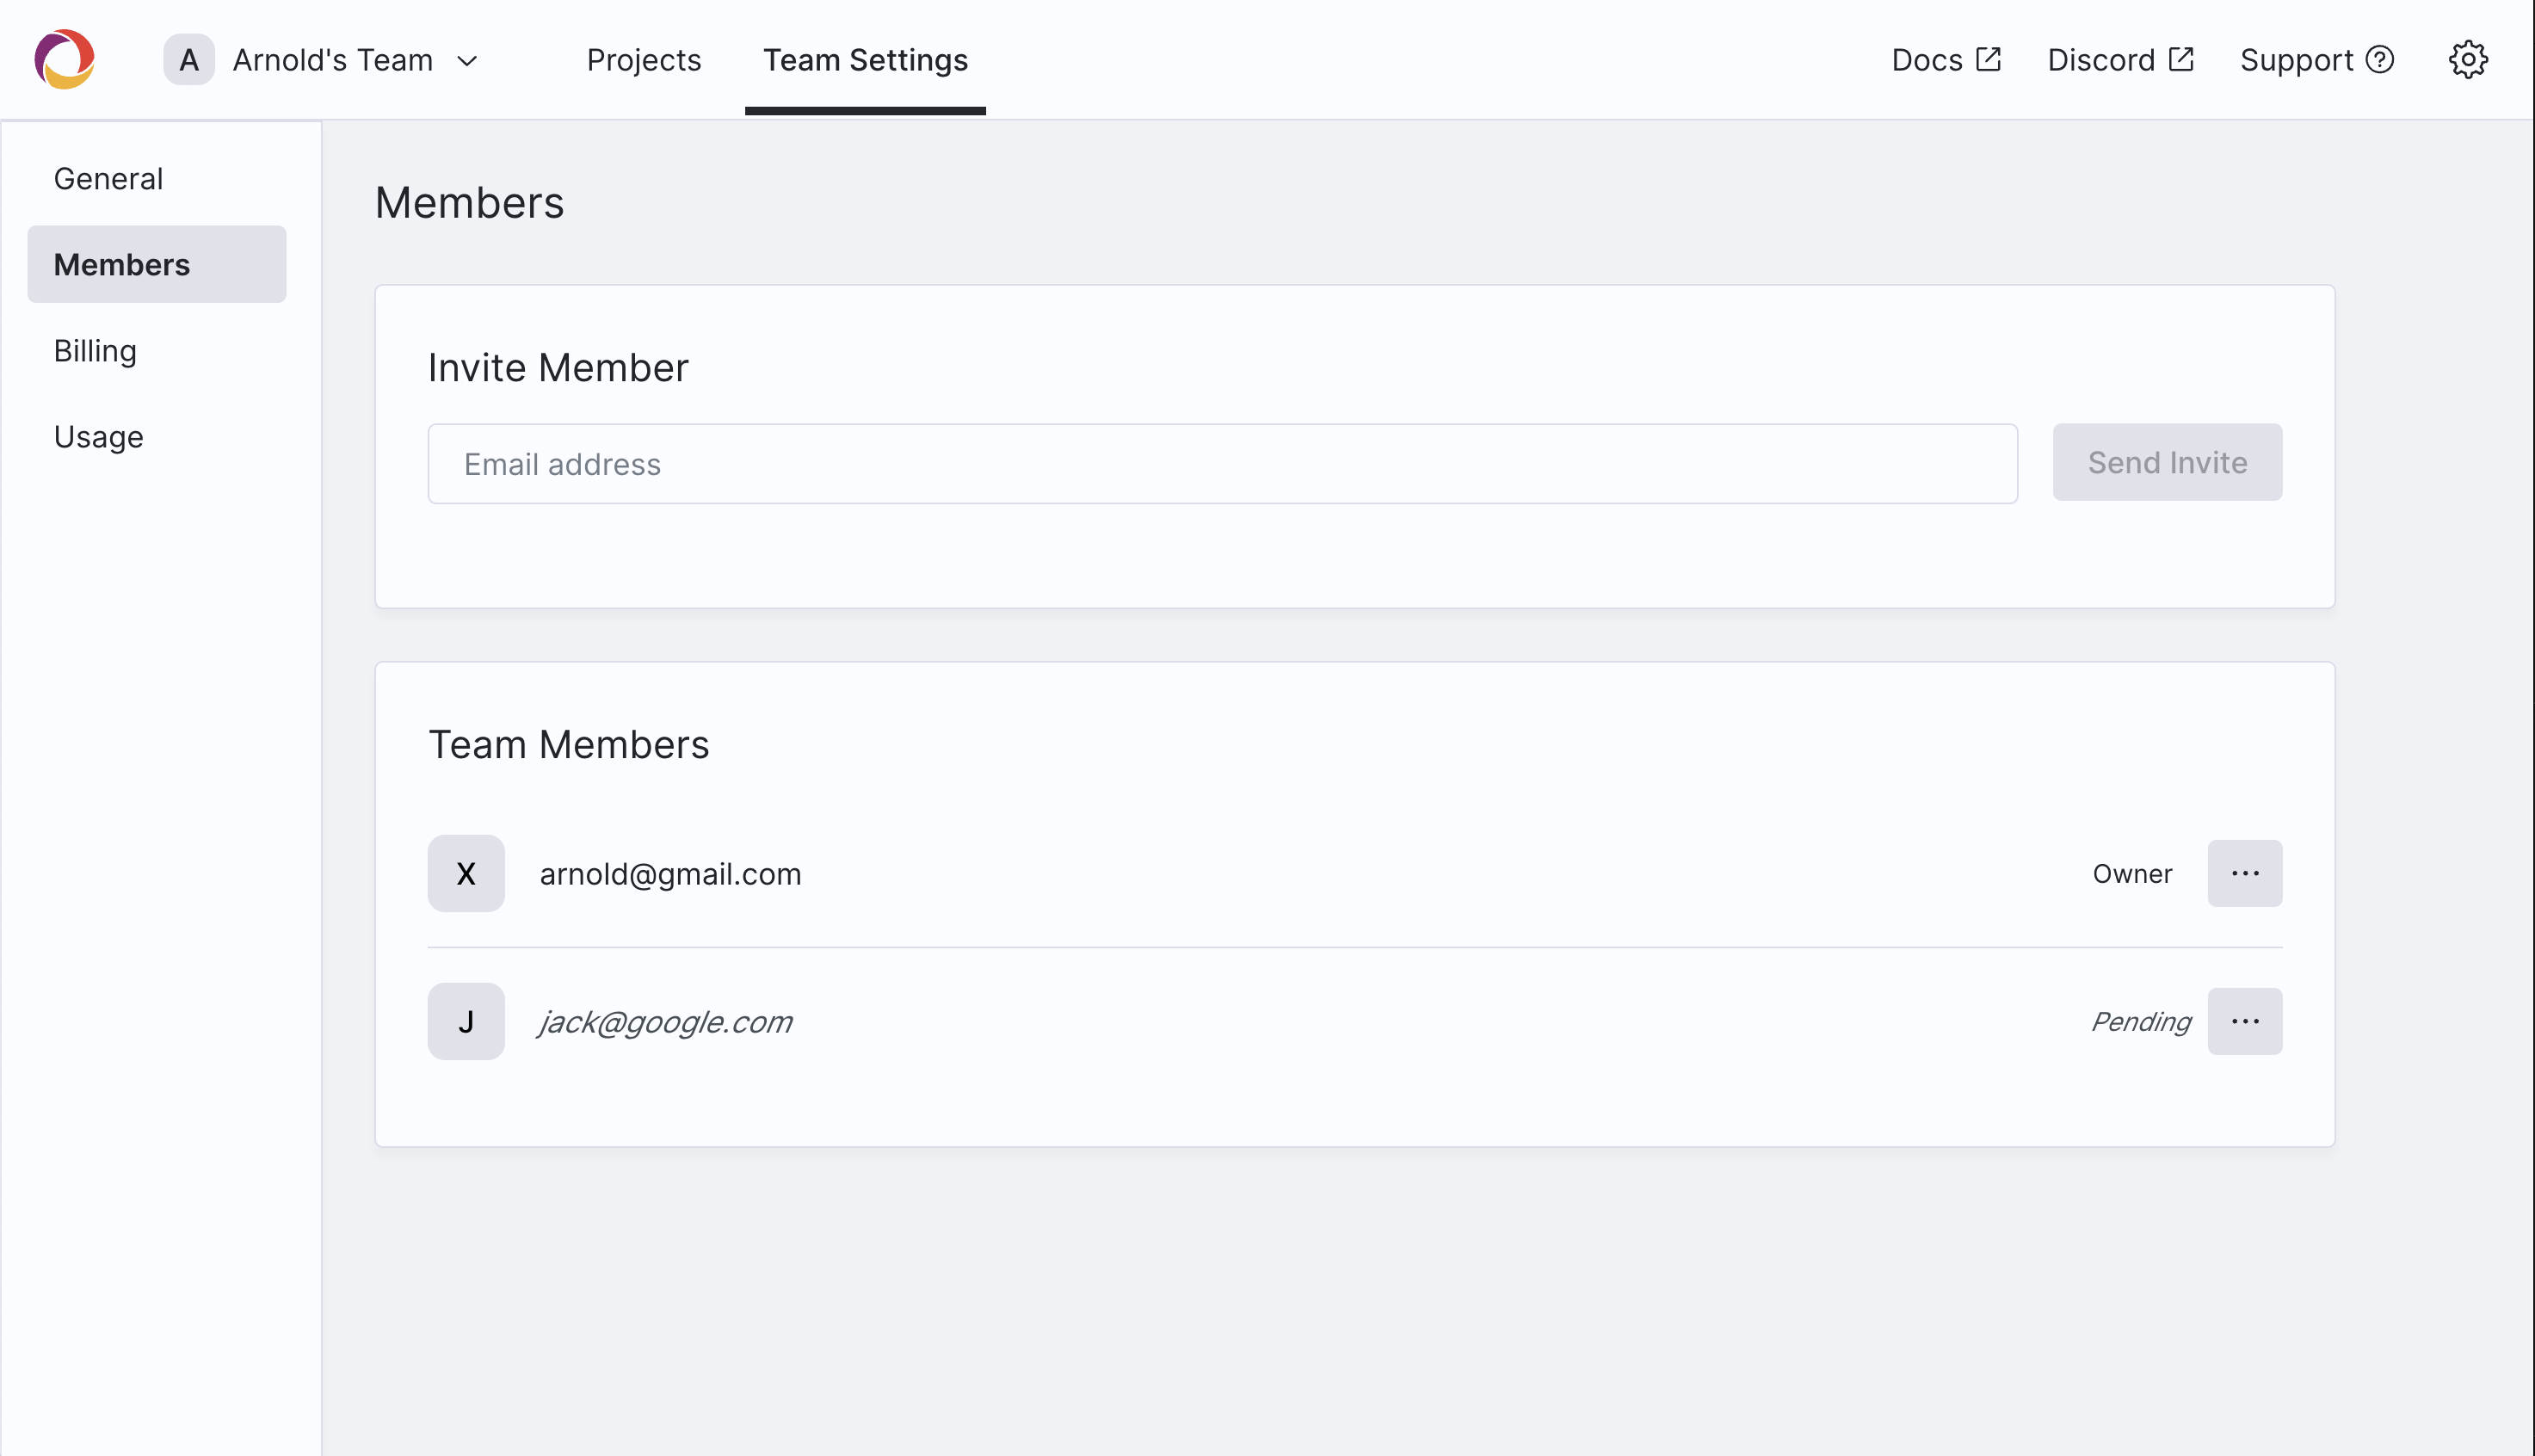 A Arnold's Team Projects Team Settings Docs Discord Support
General
Members
Billing
Usage
Members
Invite Member
Email address Send Invite
Team Members
X arnold@gmail.com Owner ...
J jack@google.com Pending ...